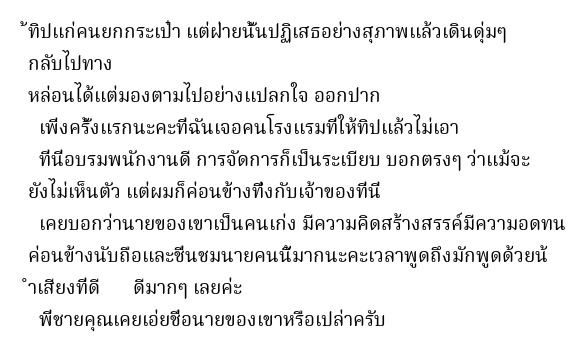 ้ทิปแก่คนยกกระเป๋า แต่ฝ่ายนั้นปฏิเสธอย่างสุภาพแล้วเดินดุ่มๆ
กลับไปทาง
หล่อนได้แต่มองตามไปอย่างแปลกใจ ออกปาก
เพิ่งครั้งแรกนะคะที่ฉันเจอคนโรงแรมที่ให้ทิปแล้วไม่เอา
ที่นี่อบรมพนักงานดี การจัดการก็เป็นระเบียบ บอกตรงๆ ว่าแม้จะ
ยังไม่เห็นตัว แต่ผมก็ค่อนข้างทึ่งกับเจ้าของที่นี่
เคยบอกว่านายของเขาเป็นคนเก่ง มีความคิดสร้างสรรค์มีความอดทน
ค่อนข้างนับถือและชื่นชมนายคนนี้มากนะคะเวลาพูดถึงมักพูดด้วยน้
ำเสียงที่ดี ดีมากๆ เลยค่ะ
พี่ชายคุณเคยเอ่ยชื่อนายของเขาหรือเปล่าครับ